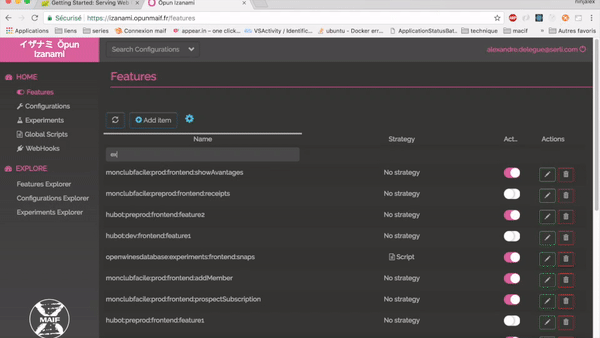 Getting Started: Serving Web
Opun Izanami
ninjalex
Sécurisé
https://izanami.opunmaif.fr/features
Applications
liens
series
Connexion maif
appear.in – one click...
VSActivity / Identific...
ubuntu - Docker err...
ApplicationStatusBat...
technique
macif
Autres favoris
イザナミ Ōpun
Izanami
Search Configurations
alexandre.delegue@serli.com
HOME
Features
Configurations
Experiments
Global Scripts
WebHooks
EXPLORE
Features Explorer
Configurations Explorer
Experiments Explorer
MAIF
Features
Add item
Name
Strategy
Act...
Actions
ex
monclubfacile:prod:frontend:showAvantages
No strategy
monclubfacile:preprod:frontend:receipts
No strategy
hubot:preprod:frontend:feature2
No strategy
hubot:dev:frontend:feature1
No strategy
openwinesdatabase:experiments:frontend:snaps
Script
monclubfacile:prod:frontend:addMember
No strategy
monclubfacile:prod:frontend:prospectSubscription
No strategy
hubot:preprod:frontend:feature1
No strategy